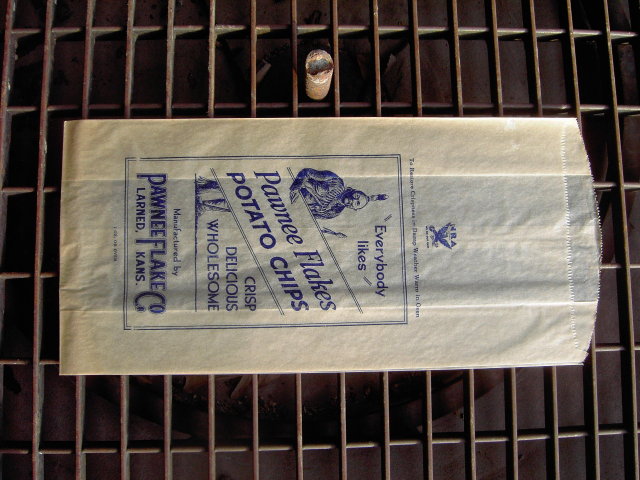 NRA
To Restore Crispness in Damp Weather Warm in Oven
"Everybody
likes"
Pawnee Flakes
POTATO CHIPS
CRISP
DELICIOUS
WHOLESOME
Manufactured by
PAWNEE FLAKE Co
LARNED, KANS.